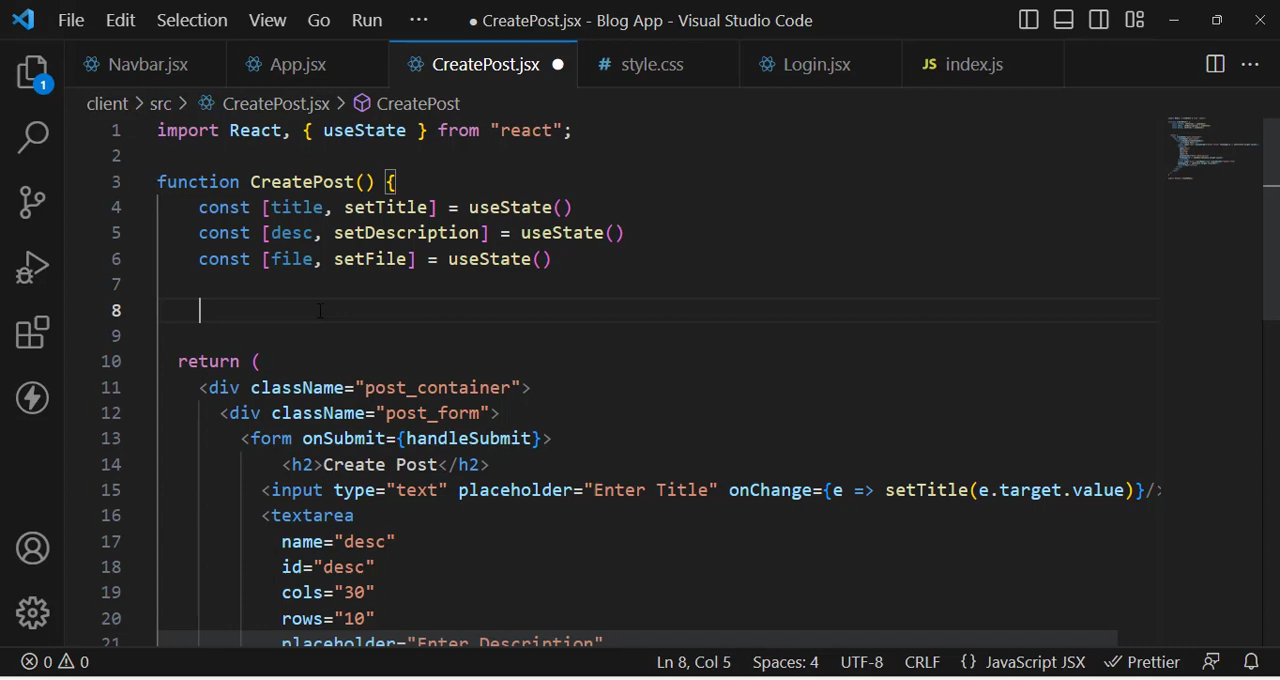 File Edit Selection View Go Run ··· ● CreatePost.jsx - Blog App - Visual Studio Code
Navbar.jsx App.jsx CreatePost.jsx # style.css Login.jsx JS index.js
1
client > src > CreatePost.jsx > CreatePost
1 import React, { useState } from "react";
2
3 function CreatePost() {
4 const [title, setTitle] = useState()
5 const [desc, setDescription] = useState()
6 const [file, setFile] = useState()
7
8
9
10 return (
11 <div className="post_container">
12 <div className="post_form">
13 <form onSubmit={handleSubmit}>
14 <h2>Create Post</h2>
15 <input type="text" placeholder="Enter Title" onChange={e => setTitle(e.target.value)}/>
16 <textarea
17 name="desc"
18 id="desc"
19 cols="30"
20 rows="10"
21 placeholder="Enter Description"
0 0 Ln 8, Col 5 Spaces: 4 UTF-8 CRLF {} JavaScript JSX Prettier